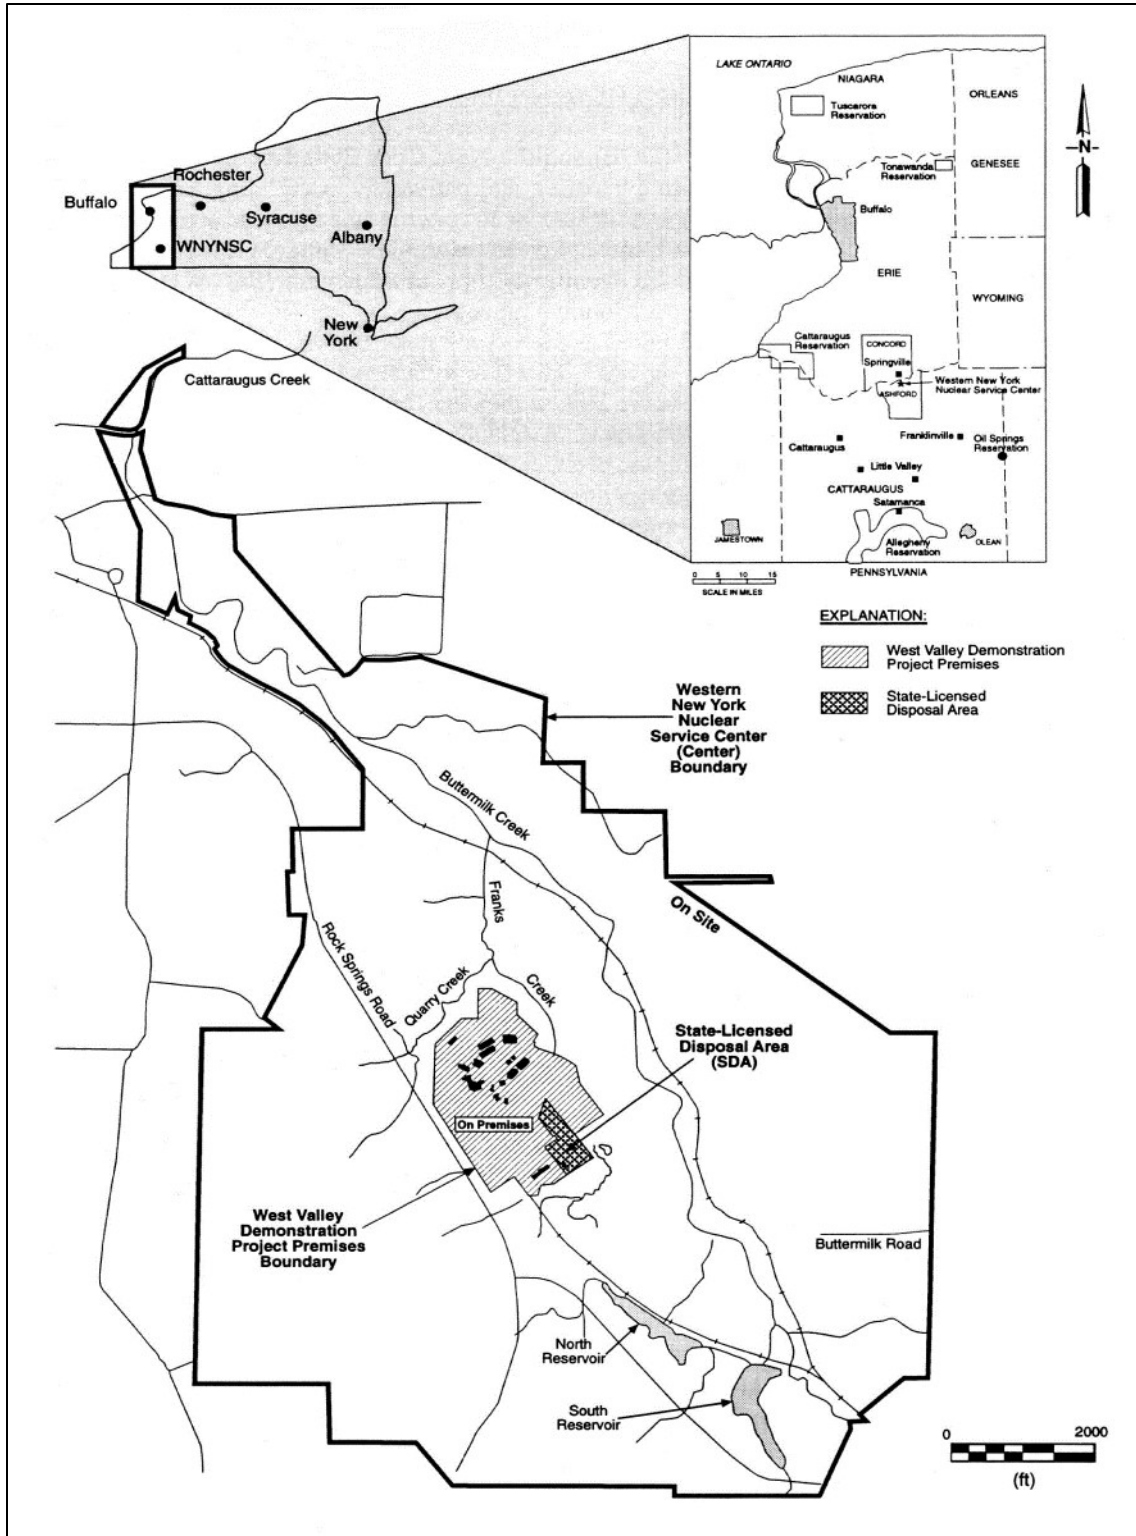 LAKE ONTARIO
NIAGARA
ORLEANS
Tuscarora
Reservation
-N-
Tonawanda
Reservation
GENESEE
Rochester
Buffalo
Syracuse
Albany
WNYNSC
New
York
Buffalo
ERIE
WYOMING
Cattaraugus
Reservation
CONCORD
Springville
Western New York
Nuclear Service Center
ASHFORD
Cattaraugus
Franklinville
Oil Springs
Reservation
Little Valley
CATTARAUGUS
Salamanca
JAMESTOWN
Allegheny
Reservation
OLEAN
PENNSYLVANIA
0 5 10 15
SCALE IN MILES
Cattaraugus Creek
EXPLANATION:
West Valley Demonstration
Project Premises
State-Licensed
Disposal Area
Western
New York
Nuclear
Service Center
(Center)
Boundary
Buttermilk Creek
Franks
Creek
On Site
Rock Springs Road
Quarry Creek
State-Licensed
Disposal Area
(SDA)
On Premises
West Valley
Demonstration
Project Premises
Boundary
Buttermilk Road
North
Reservoir
South
Reservoir
0 2000
(ft)